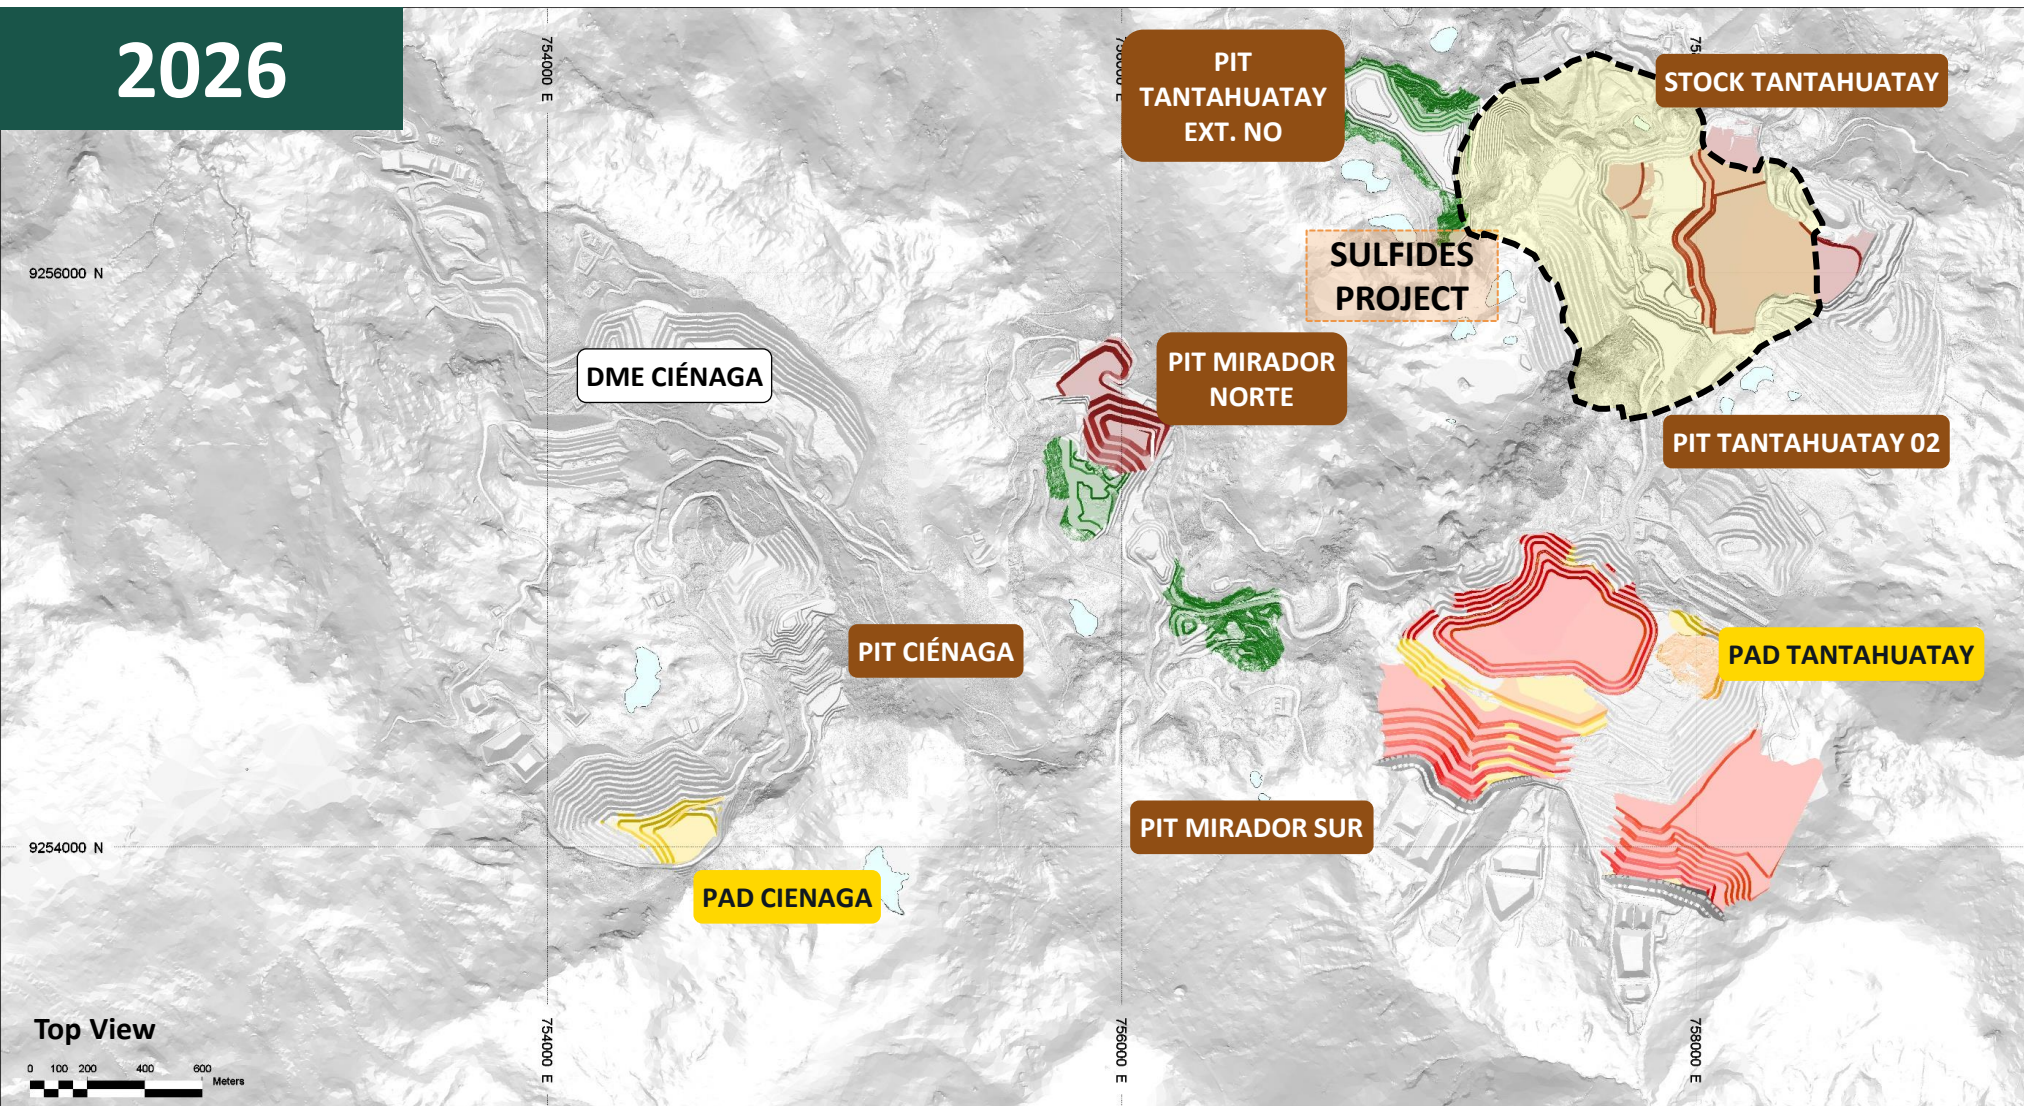 2026
754000 E
PIT
TANTAHUATAY
EXT. NO
STOCK TANTAHUATAY
9256000 N
SULFIDES
PROJECT
DME CIÉNAGA
PIT MIRADOR
NORTE
PIT TANTAHUATAY 02
PIT CIÉNAGA
PAD TANTAHUATAY
PIT MIRADOR SUR
9254000 N
PAD CIENAGA
Top View
0 100 200 400 600
Meters
754000 E
756000 E
758000 E